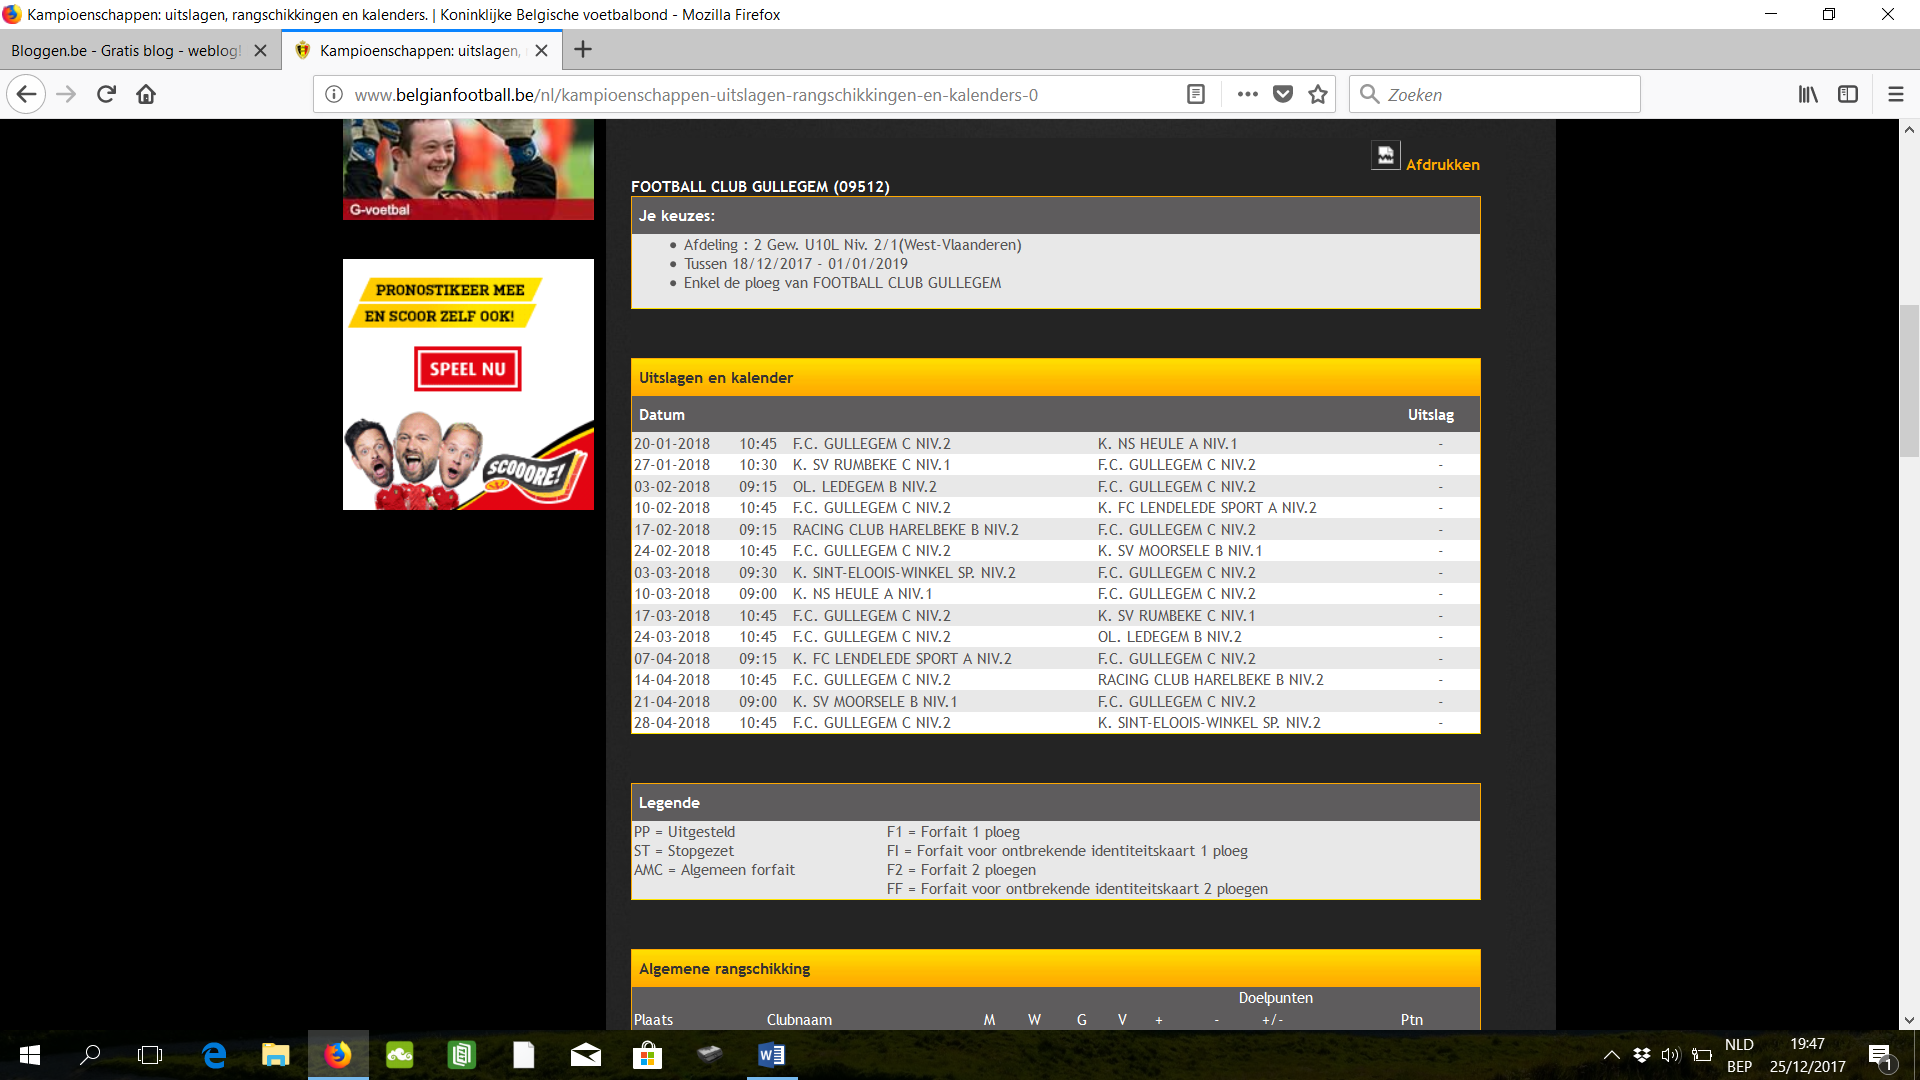 Kampioenschappen: uitslagen, rangschikkingen en kalenders. | Koninklijke Belgische voetbalbond - Mozilla Firefox
Bloggen.be - Gratis blog - weblog!
Kampioenschappen: uitslagen,
www.belgianfootball.be/nl/kampioenschappen-uitslagen-rangschikkingen-en-kalenders-0
Zoeken
G-voetbal
PRONOSTIKEER MEE
EN SCOOR ZELF OOK!
SPEEL NU
SCOOORE!
Afdrukken
FOOTBALL CLUB GULLEGEM (09512)
Je keuzes:
• Afdeling : 2 Gew. U10L Niv. 2/1(West-Vlaanderen)
• Tussen 18/12/2017 - 01/01/2019
• Enkel de ploeg van FOOTBALL CLUB GULLEGEM
Uitslagen en kalender
Datum Uitslag
20-01-2018 10:45 F.C. GULLEGEM C NIV.2 K. NS HEULE A NIV.1 -
27-01-2018 10:30 K. SV RUMBEKE C NIV.1 F.C. GULLEGEM C NIV.2 -
03-02-2018 09:15 OL. LEDEGEM B NIV.2 F.C. GULLEGEM C NIV.2 -
10-02-2018 10:45 F.C. GULLEGEM C NIV.2 K. FC LENDELEDE SPORT A NIV.2 -
17-02-2018 09:15 RACING CLUB HARELBEKE B NIV.2 F.C. GULLEGEM C NIV.2 -
24-02-2018 10:45 F.C. GULLEGEM C NIV.2 K. SV MOORSELE B NIV.1 -
03-03-2018 09:30 K. SINT-ELOOIS-WINKEL SP. NIV.2 F.C. GULLEGEM C NIV.2 -
10-03-2018 09:00 K. NS HEULE A NIV.1 F.C. GULLEGEM C NIV.2 -
17-03-2018 10:45 F.C. GULLEGEM C NIV.2 K. SV RUMBEKE C NIV.1 -
24-03-2018 10:45 F.C. GULLEGEM C NIV.2 OL. LEDEGEM B NIV.2 -
07-04-2018 09:15 K. FC LENDELEDE SPORT A NIV.2 F.C. GULLEGEM C NIV.2 -
14-04-2018 10:45 F.C. GULLEGEM C NIV.2 RACING CLUB HARELBEKE B NIV.2 -
21-04-2018 09:00 K. SV MOORSELE B NIV.1 F.C. GULLEGEM C NIV.2 -
28-04-2018 10:45 F.C. GULLEGEM C NIV.2 K. SINT-ELOOIS-WINKEL SP. NIV.2 -
Legende
PP = Uitgesteld F1 = Forfait 1 ploeg
ST = Stopgezet FI = Forfait voor ontbrekende identiteitskaart 1 ploeg
AMC = Algemeen forfait F2 = Forfait 2 ploegen
FF = Forfait voor ontbrekende identiteitskaart 2 ploegen
Algemene rangschikking
Doelpunten
Plaats Clubnaam M W G V + - +/- Ptn
NLD 19:47
BEP 25/12/2017
1